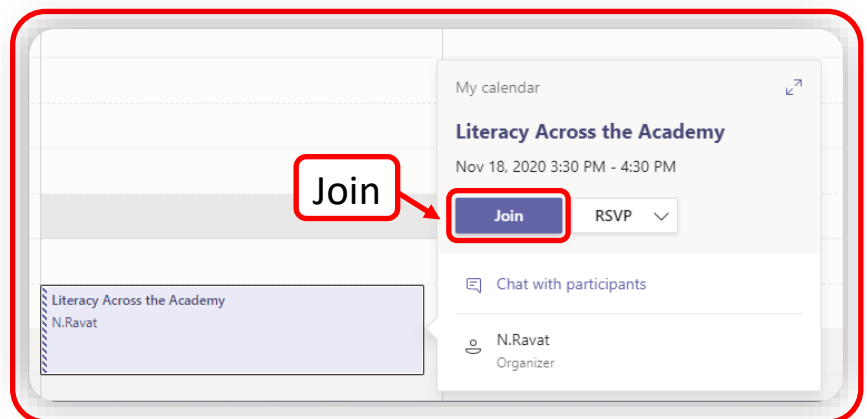 My calendar
Literacy Across the Academy
Nov 18, 2020 3:30 PM - 4:30 PM
Join
Join
RSVP
Chat with participants
Literacy Across the Academy
N.Ravat
N.Ravat
Organizer